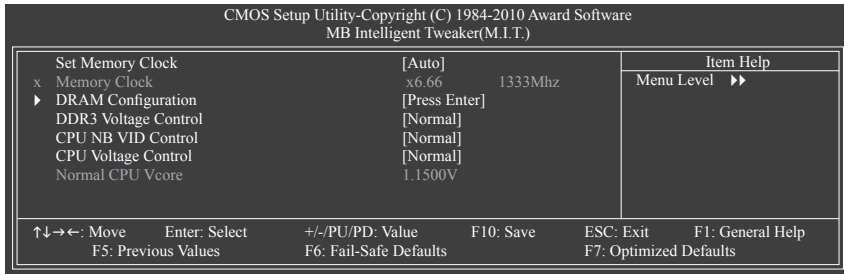 CMOS Setup Utility-Copyright (C) 1984-2010 Award Software
MB Intelligent Tweaker(M.I.T.)
Set Memory Clock [Auto] Item Help
x Memory Clock x6.66 1333Mhz Menu Level
DRAM Configuration [Press Enter]
DDR3 Voltage Control [Normal]
CPU NB VID Control [Normal]
CPU Voltage Control [Normal]
Normal CPU Vcore 1.1500V
↑↓→←: Move Enter: Select +/-/PU/PD: Value F10: Save ESC: Exit F1: General Help
F5: Previous Values F6: Fail-Safe Defaults F7: Optimized Defaults